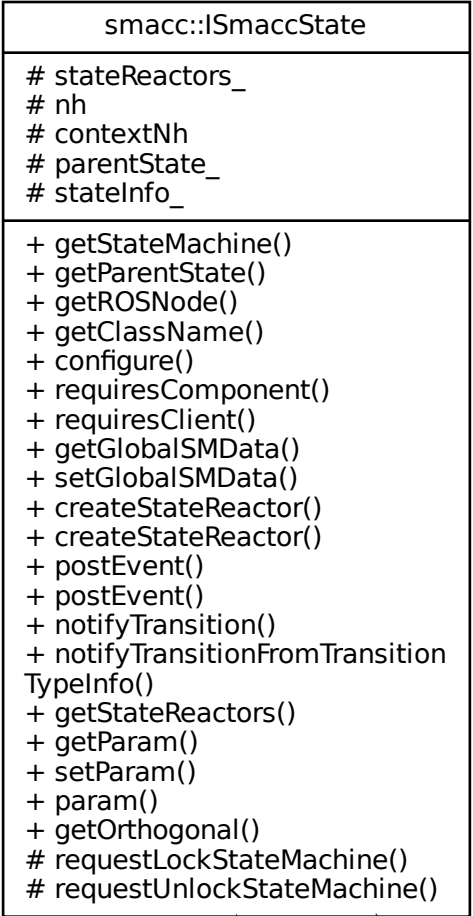 smacc::ISmaccState
# stateReactors_
# nh
# contextNh
# parentState_
# stateInfo_
+ getStateMachine()
+ getParentState()
+ getROSNode()
+ getClassName()
+ configure()
+ requiresComponent()
+ requiresClient()
+ getGlobalSMData()
+ setGlobalSMData()
+ createStateReactor()
+ createStateReactor()
+ postEvent()
+ postEvent()
+ notifyTransition()
+ notifyTransitionFromTransition
TypeInfo()
+ getStateReactors()
+ getParam()
+ setParam()
+ param()
+ getOrthogonal()
# requestLockStateMachine()
# requestUnlockStateMachine()